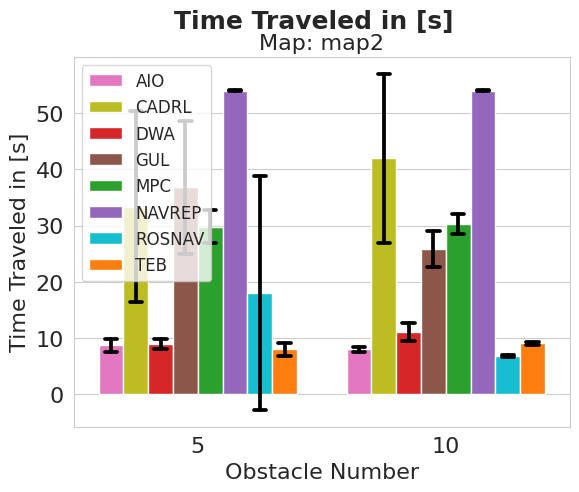 Time Traveled in [s]
Map: map2
Time Traveled in [s]
50
40
30
20
10
0
AIO
CADRL
DWA
GUL
MPC
NAVREP
ROSNAV
TEB
5
10
Obstacle Number